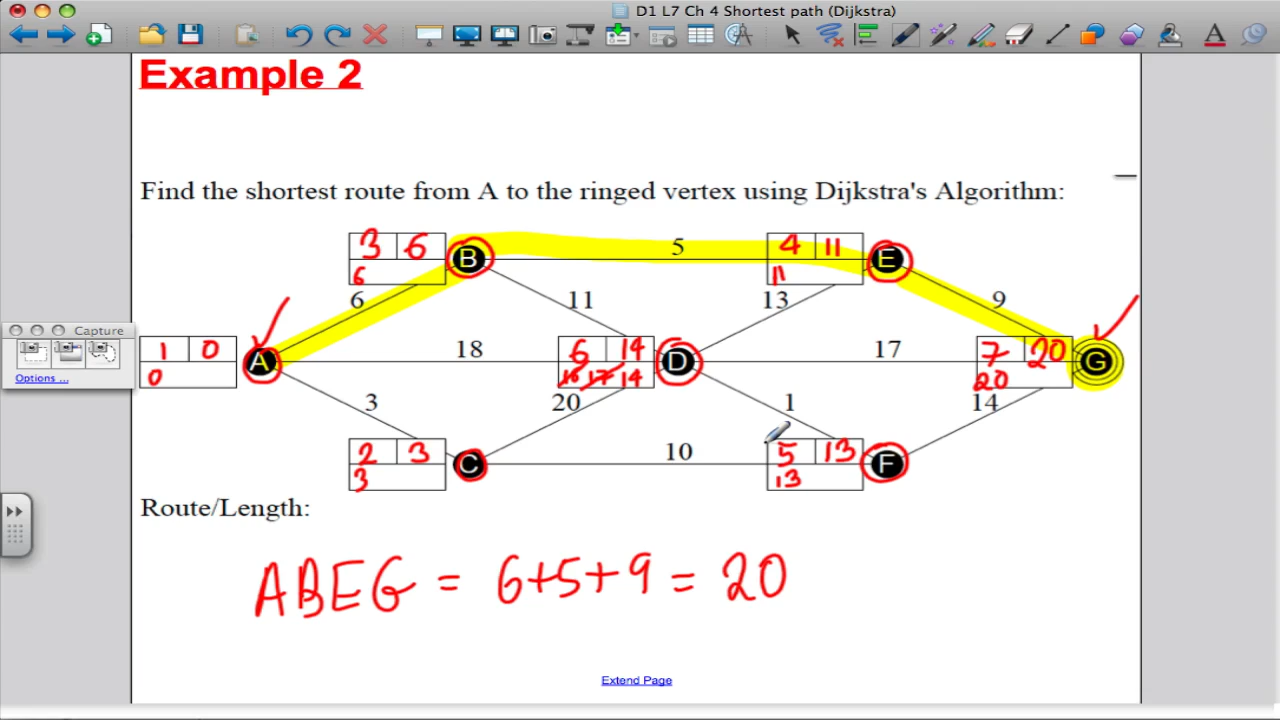 D1 L7 Ch 4 Shortest path (Dijkstra)
Example 2
Find the shortest route from A to the ringed vertex using Dijkstra's Algorithm:
3 6
6
B
5
4 11
11
E
6
11
13
9
Capture
Options ...
1 0
0
A
18
6 14
17 14
D
17
7 20
20
G
3
20
1
14
2 3
3
C
10
5 13
13
F
Route/Length:
ABEG = 6+5+9 = 20
Extend Page